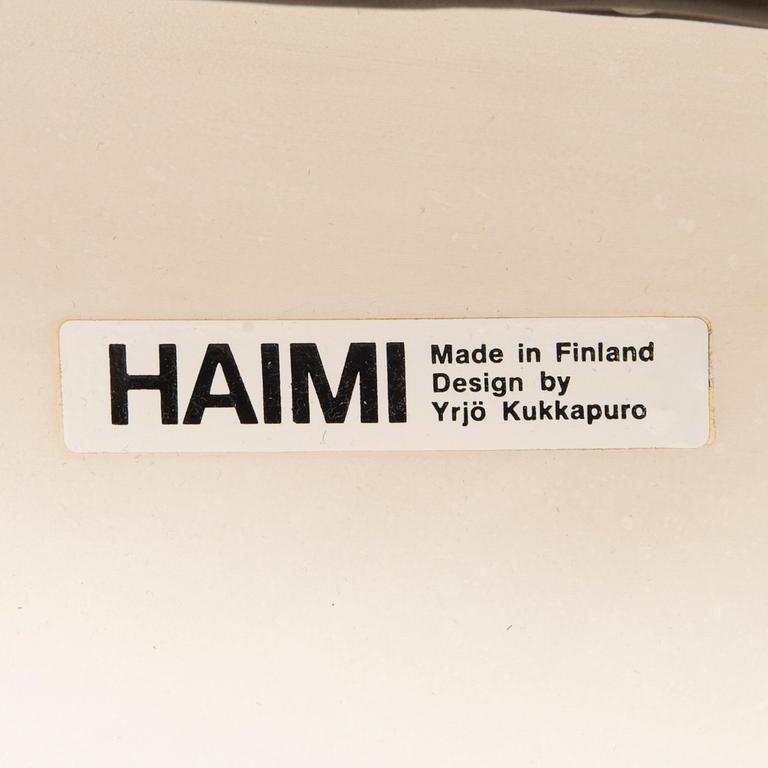 HAIMI
Made in Finland
Design by
Yrjö Kukkapuro